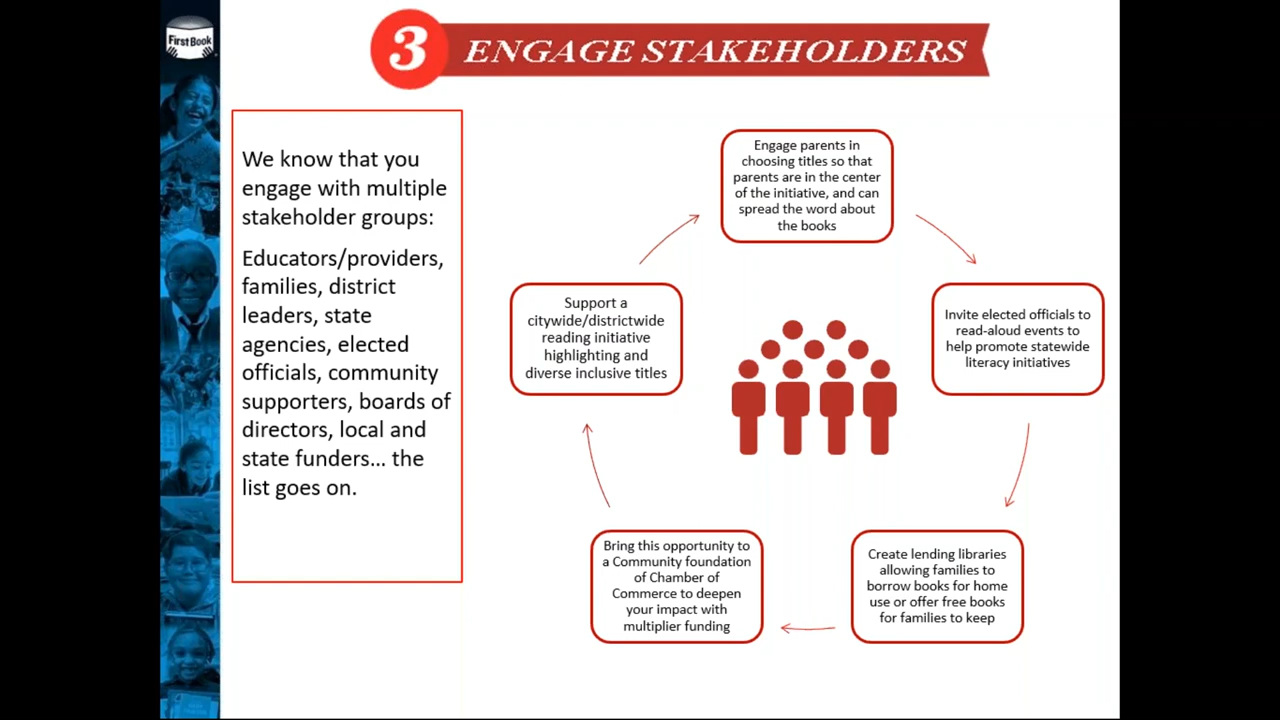 First Book
3 ENGAGE STAKEHOLDERS
We know that you
engage with multiple
stakeholder groups:
Educators/providers,
families, district
leaders, state
agencies, elected
officials, community
supporters, boards of
directors, local and
state funders... the
list goes on.
Engage parents in
choosing titles so that
parents are in the center
of the initiative, and can
spread the word about
the books
Invite elected officials to
read-aloud events to
help promote statewide
literacy initiatives
Create lending libraries
allowing families to
borrow books for home
use or offer free books
for families to keep
Bring this opportunity to
a Community foundation
of Chamber of
Commerce to deepen
your impact with
multiplier funding
Support a
citywide/districtwide
reading initiative
highlighting and
diverse inclusive titles